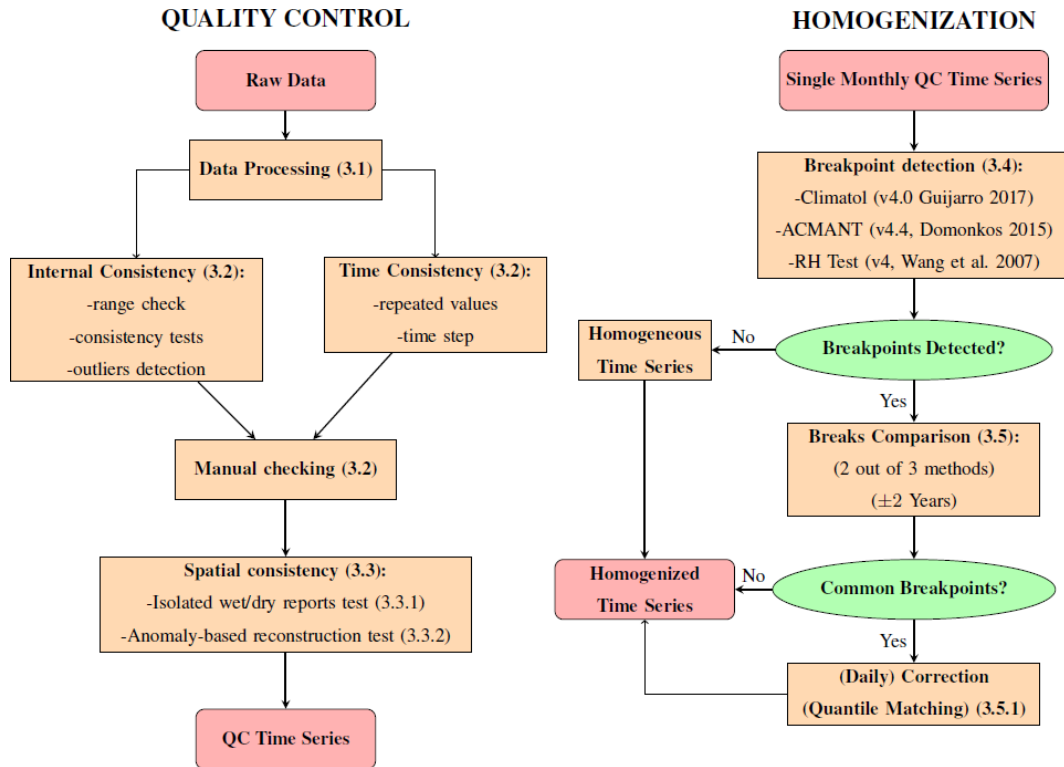 QUALITY CONTROL
Raw Data
Data Processing (3.1)
Internal Consistency (3.2):
-range check
-consistency tests
-outliers detection
Time Consistency (3.2):
-repeated values
-time step
Manual checking (3.2)
Spatial consistency (3.3):
-Isolated wet/dry reports test (3.3.1)
-Anomaly-based reconstruction test (3.3.2)
QC Time Series
HOMOGENIZATION
Single Monthly QC Time Series
Breakpoint detection (3.4):
-Climatol (v4.0 Guijarro 2017)
-ACMANT (v4.4, Domonkos 2015)
-RH Test (v4, Wang et al. 2007)
Breakpoints Detected?
No
Homogeneous
Time Series
Yes
Breaks Comparison (3.5):
(2 out of 3 methods)
(±2 Years)
Common Breakpoints?
No
Homogenized
Time Series
Yes
(Daily) Correction
(Quantile Matching) (3.5.1)